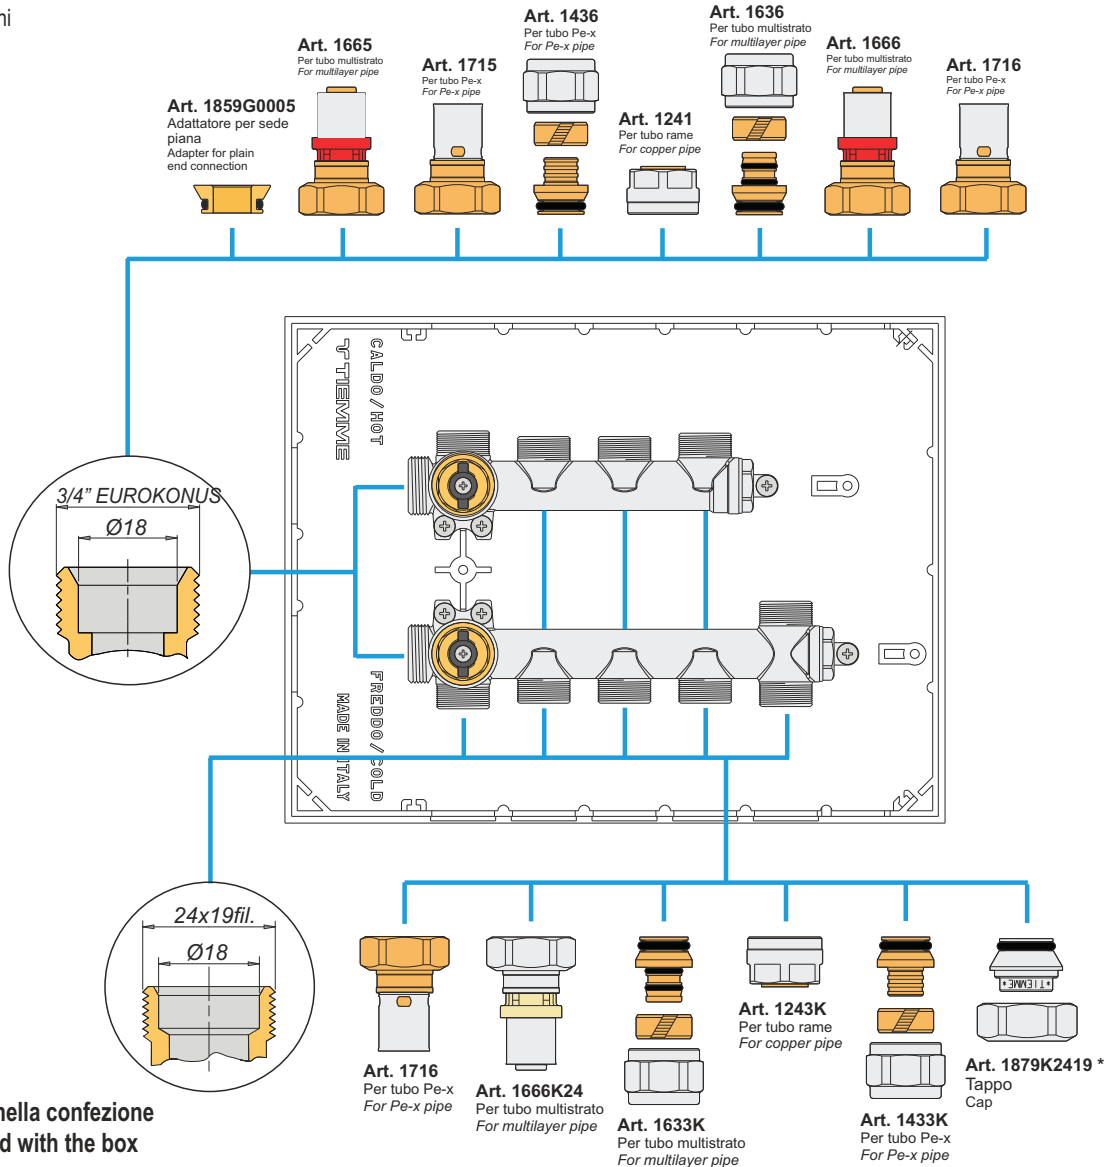 ni
Art. 1859G0005
Adattatore per sede
piana
Adapter for plain
end connection
Art. 1665
Per tubo multistrato
For multilayer pipe
Art. 1715
Per tubo Pe-x
For Pe-x pipe
Art. 1436
Per tubo Pe-x
For Pe-x pipe
Art. 1241
Per tubo rame
For copper pipe
Art. 1636
Per tubo multistrato
For multilayer pipe
Art. 1666
Per tubo multistrato
For multilayer pipe
Art. 1716
Per tubo Pe-x
For Pe-x pipe
TIEMME
CALDO/HOT
3/4” EUROKONUS
Ø18
MADE IN ITALY
FREDDO/COLD
24x19fil.
Ø18
Art. 1716
Per tubo Pe-x
For Pe-x pipe
Art. 1666K24
Per tubo multistrato
For multilayer pipe
Art. 1633K
Per tubo multistrato
For multilayer pipe
Art. 1243K
Per tubo rame
For copper pipe
Art. 1433K
Per tubo Pe-x
For Pe-x pipe
*TIEMME*
Art. 1879K2419 *
Tappo
Cap
nella confezione
d with the box